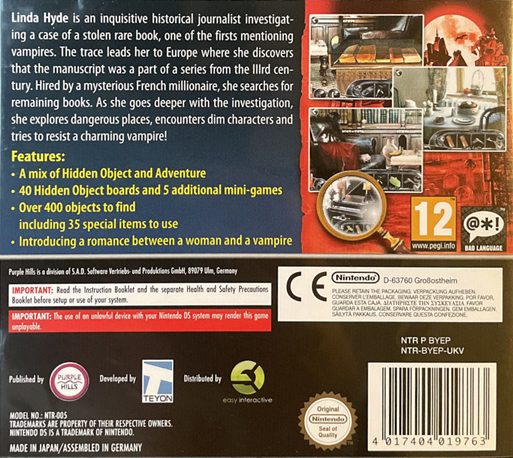 Linda Hyde is an inquisitive historical journalist investigat-
ing a case of a stolen rare book, one of the firsts mentioning
vampires. The trace leads her to Europe where she discovers
that the manuscript was a part of a series from the IIIrd cen-
tury. Hired by a mysterious French millionaire, she searches for
remaining books. As she goes deeper with the investigation,
she explores dangerous places, encounters dim characters and
tries to resist a charming vampire!
Features:
• A mix of Hidden Object and Adventure
• 40 Hidden Object boards and 5 additional mini-games
• Over 400 objects to find
including 35 special items to use
• Introducing a romance between a woman and a vampire
12
www.pegi.info
@*!
BAD LANGUAGE
Purple Hills is a division of S.A.D. Software Vertriebs- und Produktions GmbH, 89079 Ulm, Germany
IMPORTANT: Read the Instruction Booklet and the separate Health and Safety Precautions
Booklet before setup or use of your system.
IMPORTANT: The use of an unlawful device with your Nintendo DS system may render this game
unplayable.
CE
Nintendo
D-63760 Großostheim
PLEASE RETAIN THE PACKAGING. VERPACKUNG AUFHEBEN.
CONSERVER L'EMBALLAGE. BEWAAR DEZE VERPAKKING. POR FAVOR,
GUARDA ESTA CAJA. ΔΙΑΤΗΡΕΙΣΤΕ ΤΗΝ ΣΥΣΚΕΥΑΣΙΑ. POR FAVOR
GUARDAR A EMBALAGEM. SPARA FÖRPACKNINGEN. GEM EMBALLAGEN.
SÄILYTÄ PAKKAUS. CONSERVARE QUESTA CONFEZIONE.
NTR P BYEP
NTR-BYEP-UKV
Published by
PURPLE
HILLS
Developed by
TEYON
Distributed by
easy interactive
Original
Nintendo
Seal of
Quality
4 017404 019763
MODEL NO.: NTR-005
TRADEMARKS ARE PROPERTY OF THEIR RESPECTIVE OWNERS.
NINTENDO DS IS A TRADEMARK OF NINTENDO.
MADE IN JAPAN/ASSEMBLED IN GERMANY